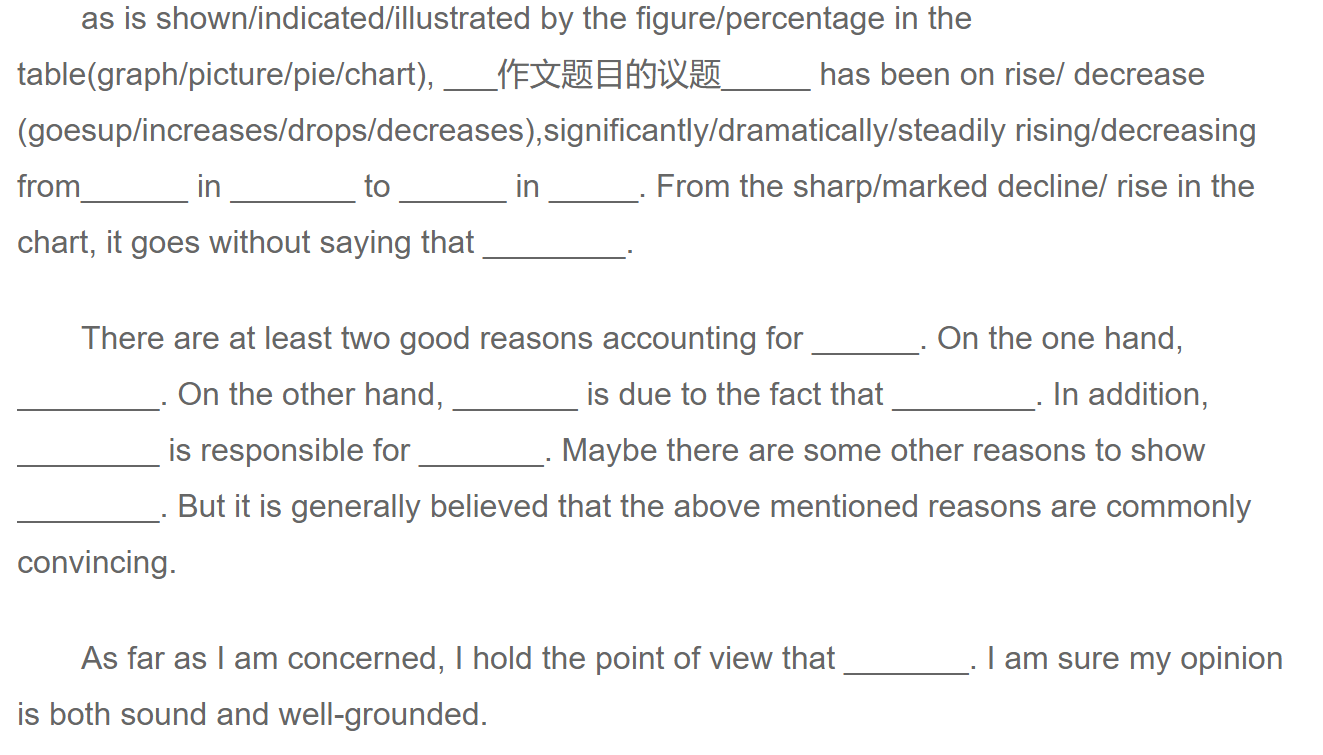 as is shown/indicated/illustrated by the figure/percentage in the
table(graph/picture/pie/chart), ___作文题目的议题_____ has been on rise/ decrease
(goesup/increases/drops/decreases),significantly/dramatically/steadily rising/decreasing
from______ in _______ to ______ in _____. From the sharp/marked decline/ rise in the
chart, it goes without saying that ________.
There are at least two good reasons accounting for ______. On the one hand,
________. On the other hand, _______ is due to the fact that ________. In addition,
________ is responsible for _______. Maybe there are some other reasons to show
________. But it is generally believed that the above mentioned reasons are commonly
convincing.
As far as I am concerned, I hold the point of view that _______. I am sure my opinion
is both sound and well-grounded.